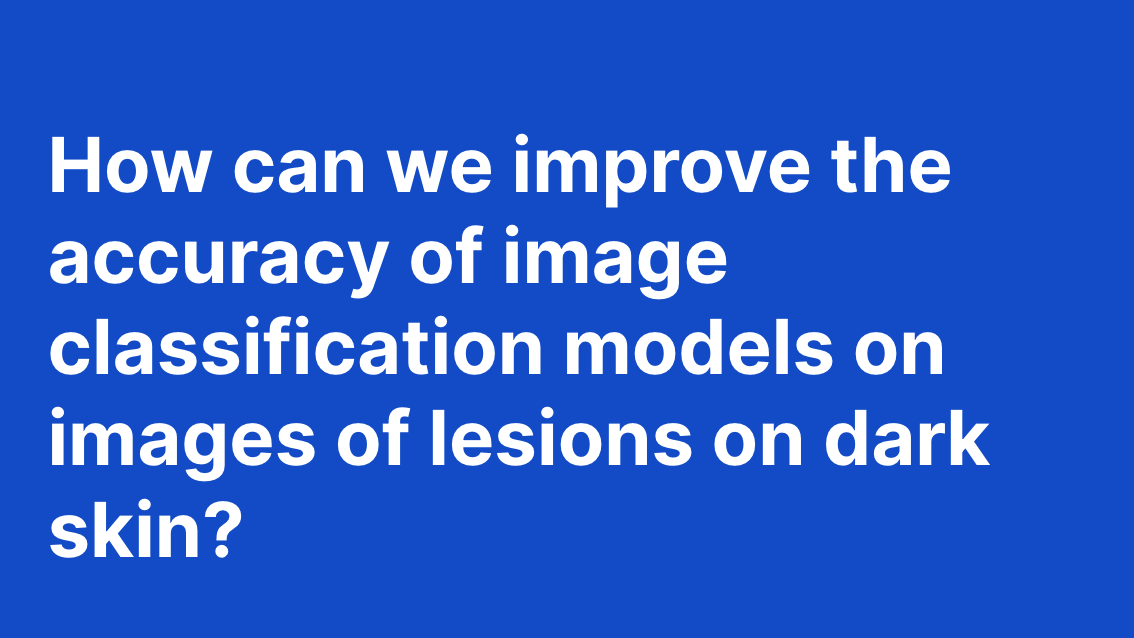 How can we improve the
accuracy of image
classification models on
images of lesions on dark
skin?